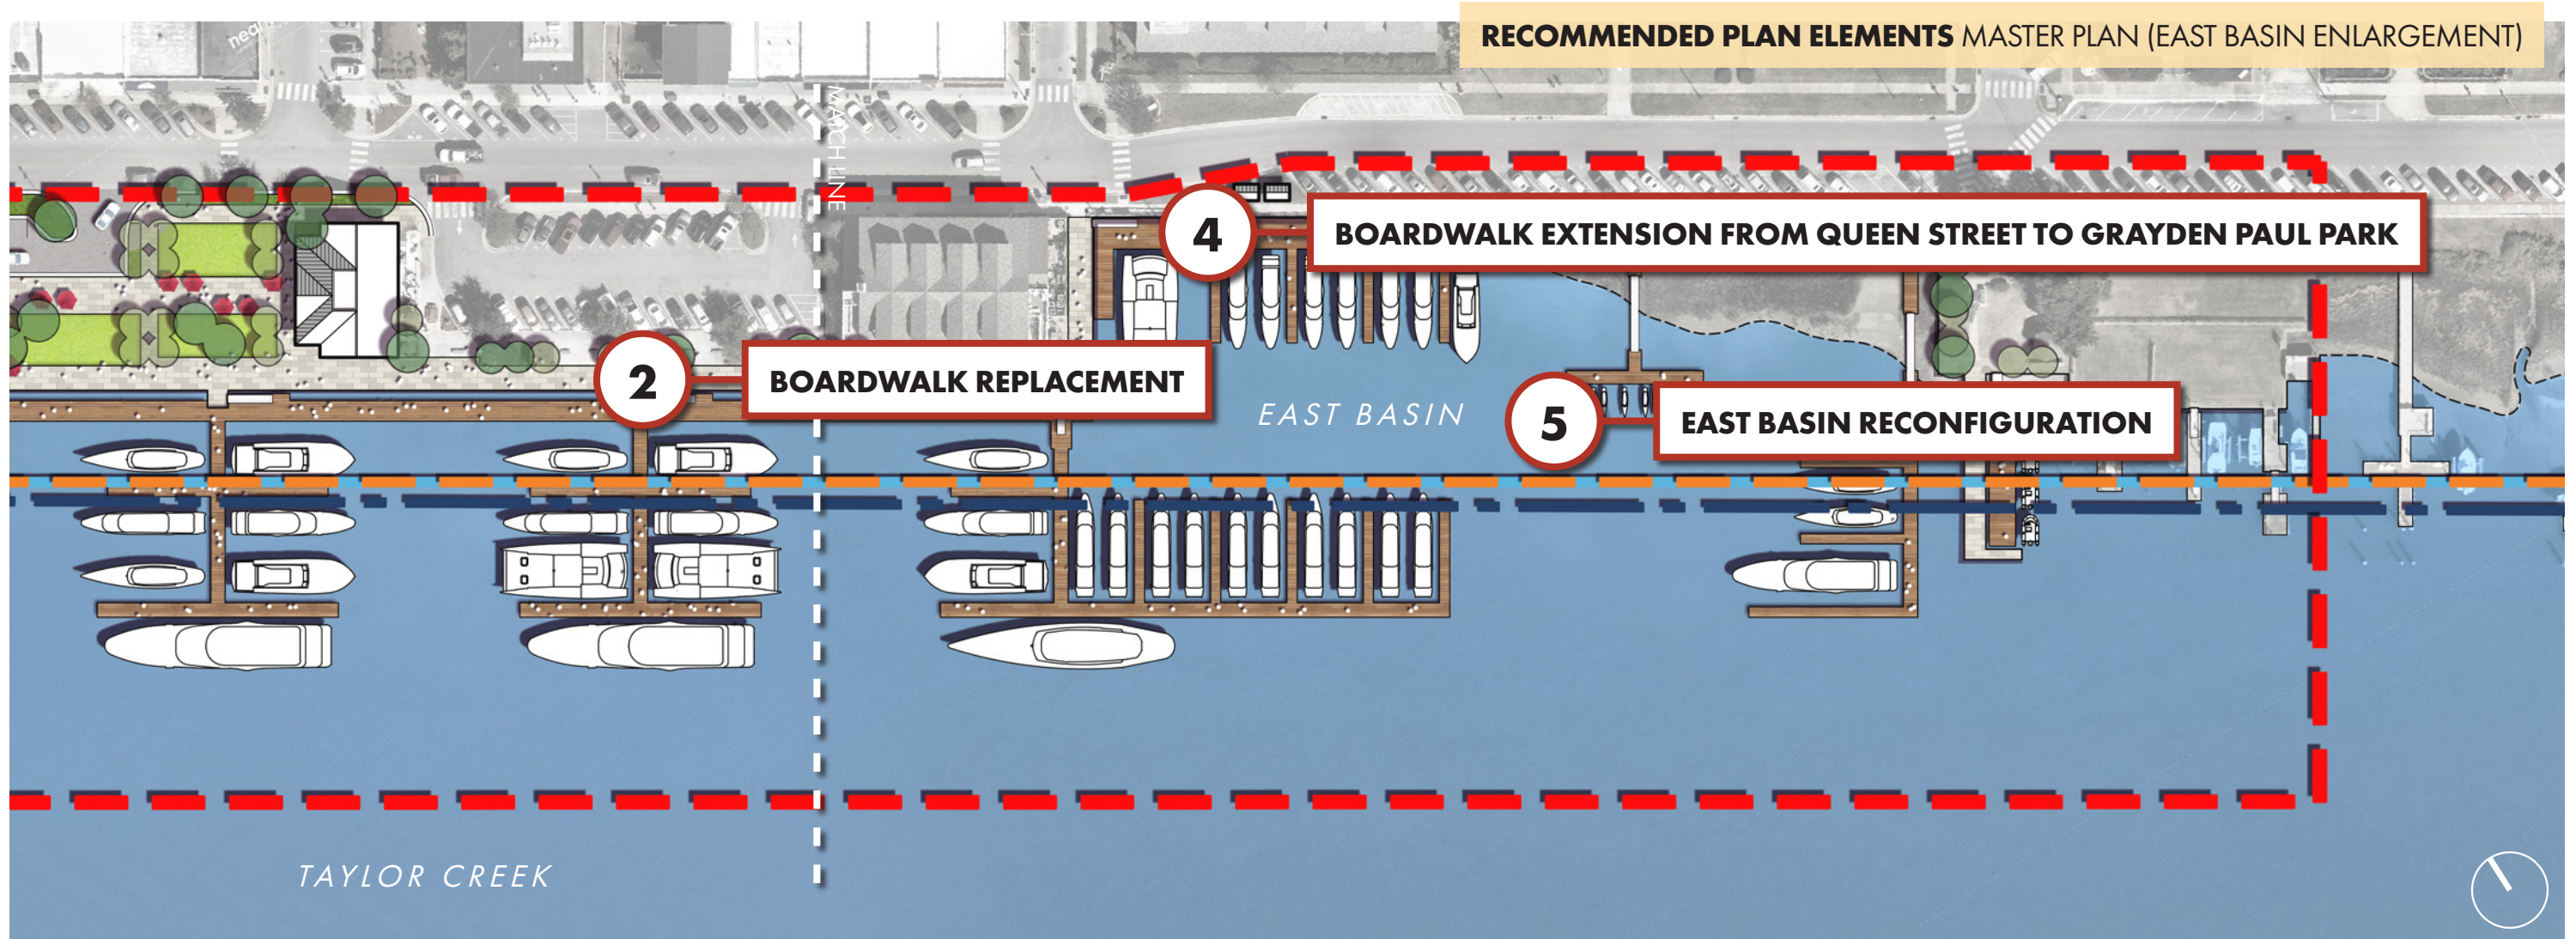 RECOMMENDED PLAN ELEMENTS MASTER PLAN (EAST BASIN ENLARGEMENT)
MATCH LINE
4
BOARDWALK EXTENSION FROM QUEEN STREET TO GRAYDEN PAUL PARK
2
BOARDWALK REPLACEMENT
EAST BASIN
5
EAST BASIN RECONFIGURATION
TAYLOR CREEK